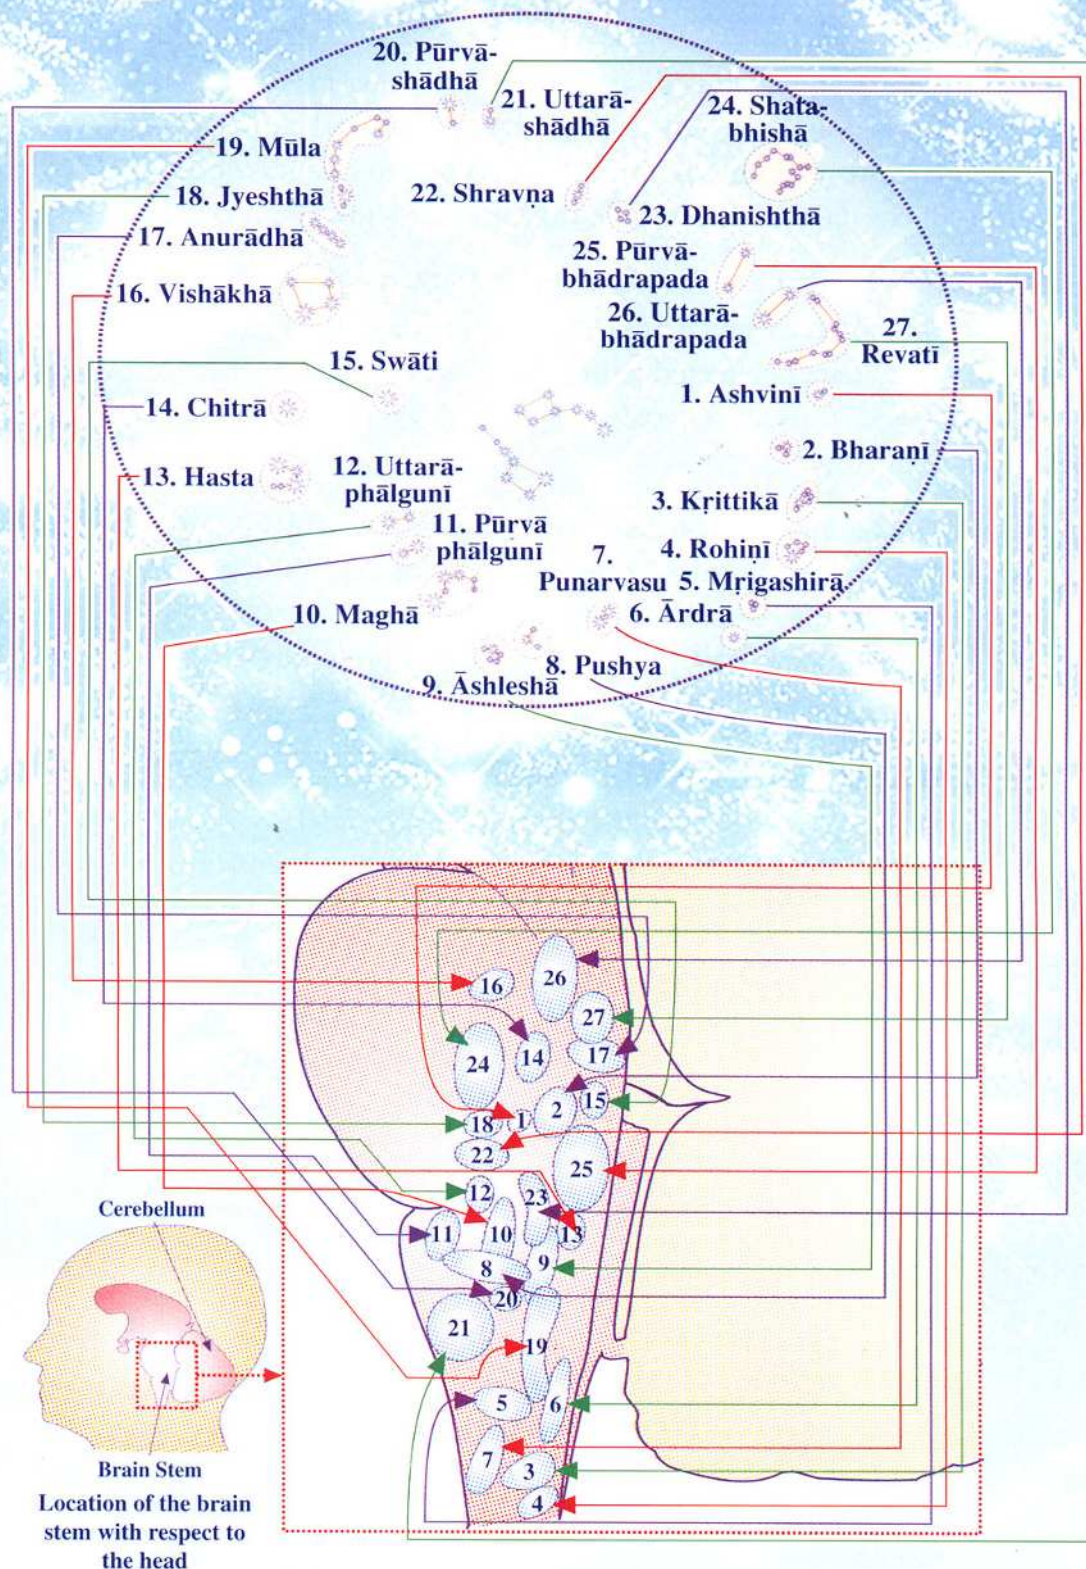 20. Pūrvā-
shādhā
21. Uttarā-
shādhā
24. Shata-
bhishā
19. Mūla
18. Jyeshthā
22. Shravṇa
23. Dhanishthā
17. Anurādhā
25. Pūrvā-
bhādrapada
16. Vishākhā
26. Uttarā-
bhādrapada
27.
Revatī
15. Swāti
1. Ashvinī
14. Chitrā
2. Bharaṇī
13. Hasta
12. Uttarā-
phālgunī
3. Kṛittikā
11. Pūrvā
phālgunī
4. Rohiṇī
7.
Punarvasu
5. Mṛigashirā
10. Maghā
6. Ārdrā
8. Pushya
9. Āshleshā
26
16
27
14
17
24
15
2
1
18
22
25
12
23
10
13
11
9
8
20
21
19
5
6
7
3
4
Cerebellum
Brain Stem
Location of the brain
stem with respect to
the head